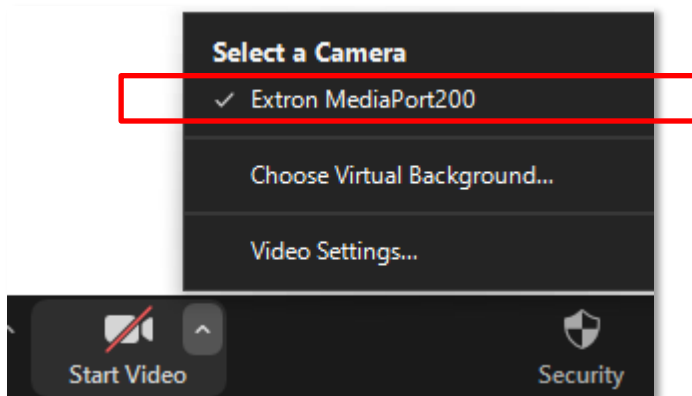 Select a Camera
Extron MediaPort200
Choose Virtual Background...
Video Settings...
Start Video
Security